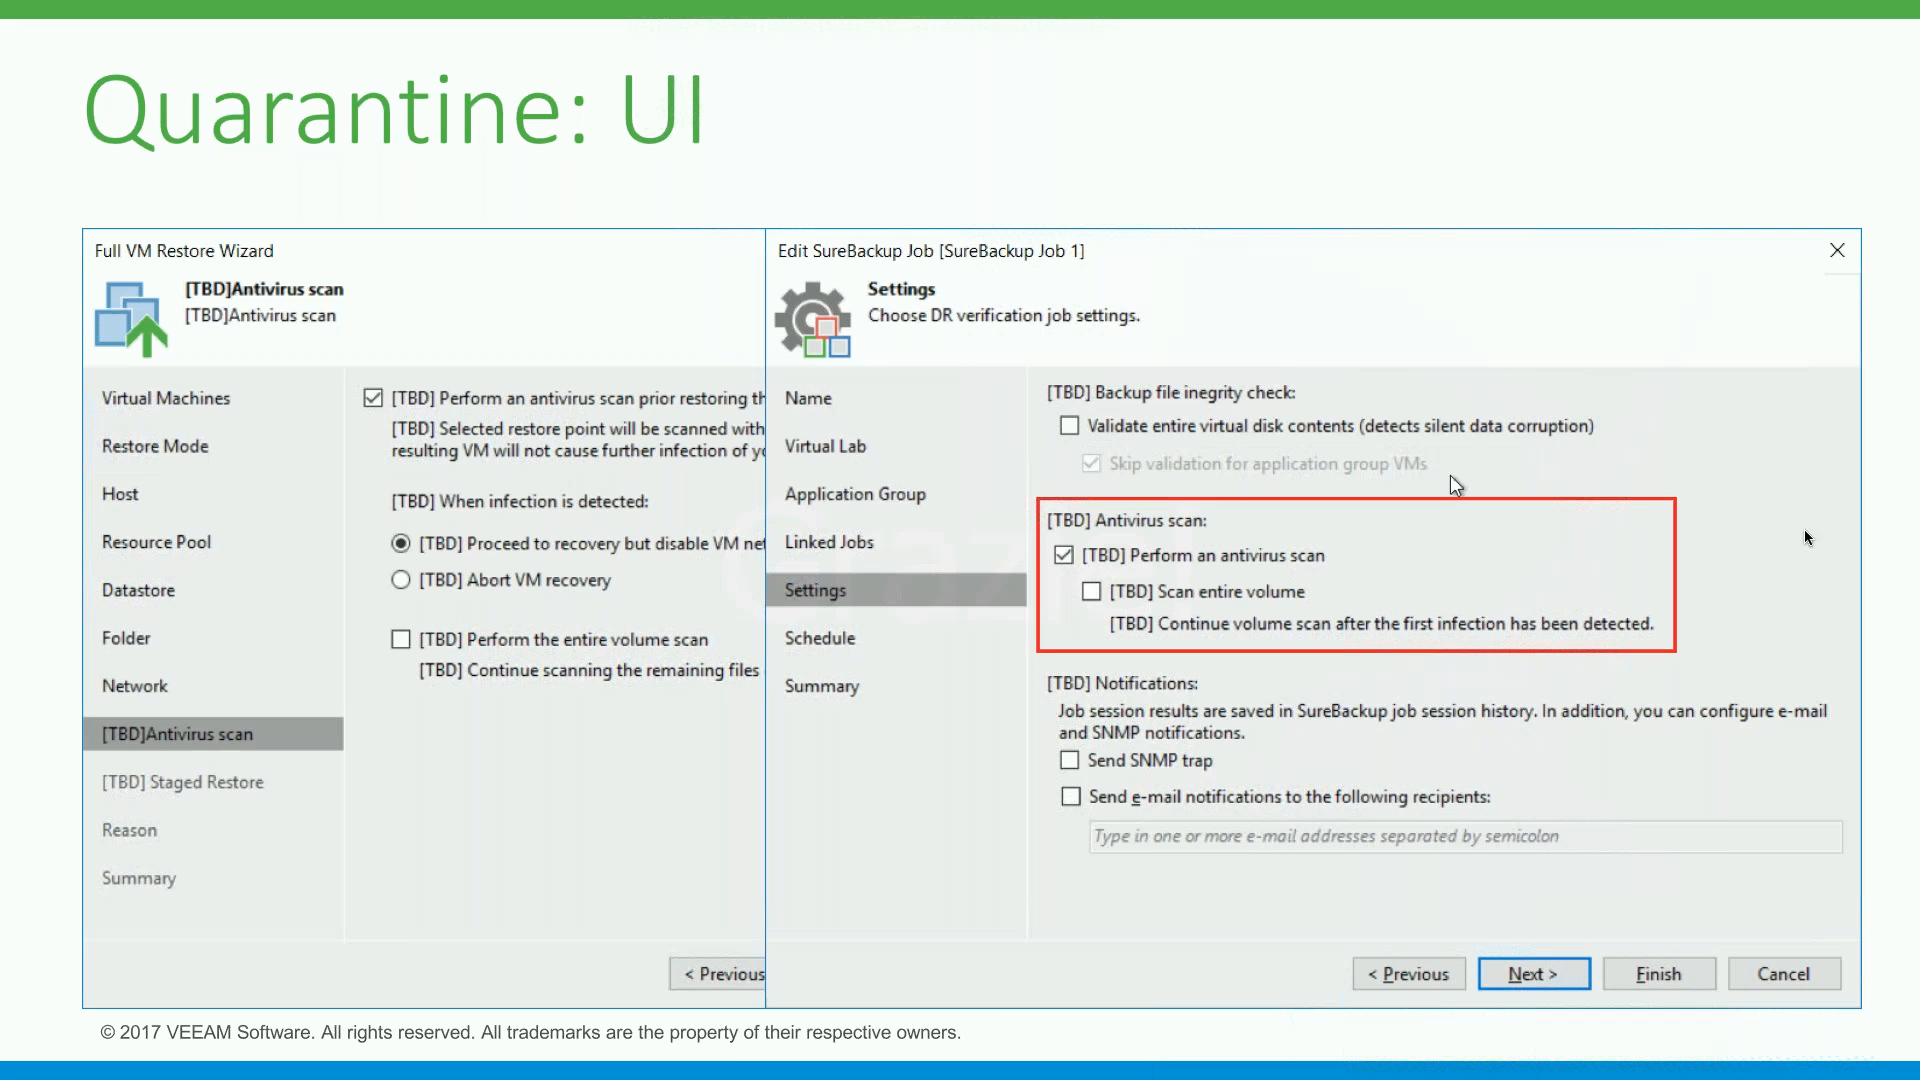 Quarantine: UI
Full VM Restore Wizard
[TBD]Antivirus scan
[TBD]Antivirus scan
Virtual Machines
Restore Mode
Host
Resource Pool
Datastore
Folder
Network
[TBD]Antivirus scan
[TBD] Staged Restore
Reason
Summary
[TBD] Perform an antivirus scan prior restoring
[TBD] Selected restore point will be scanned with
resulting VM will not cause further infection of
[TBD] When infection is detected:
[TBD] Proceed to recovery but disable VM
[TBD] Abort VM recovery
[TBD] Perform the entire volume scan
[TBD] Continue scanning the remaining files
< Previous
Edit SureBackup Job [SureBackup Job 1]
Settings
Choose DR verification job settings.
Name
Virtual Lab
Application Group
Linked Jobs
Settings
Schedule
Summary
[TBD] Backup file inegrity check:
Validate entire virtual disk contents (detects silent data corruption)
Skip validation for application group VMs
[TBD] Antivirus scan:
[TBD] Perform an antivirus scan
[TBD] Scan entire volume
[TBD] Continue volume scan after the first infection has been detected.
[TBD] Notifications:
Job session results are saved in SureBackup job session history. In addition, you can configure e-mail
and SNMP notifications.
Send SNMP trap
Send e-mail notifications to the following recipients:
Type in one or more e-mail addresses separated by semicolon
< Previous
Next >
Finish
Cancel
© 2017 VEEAM Software. All rights reserved. All trademarks are the property of their respective owners.